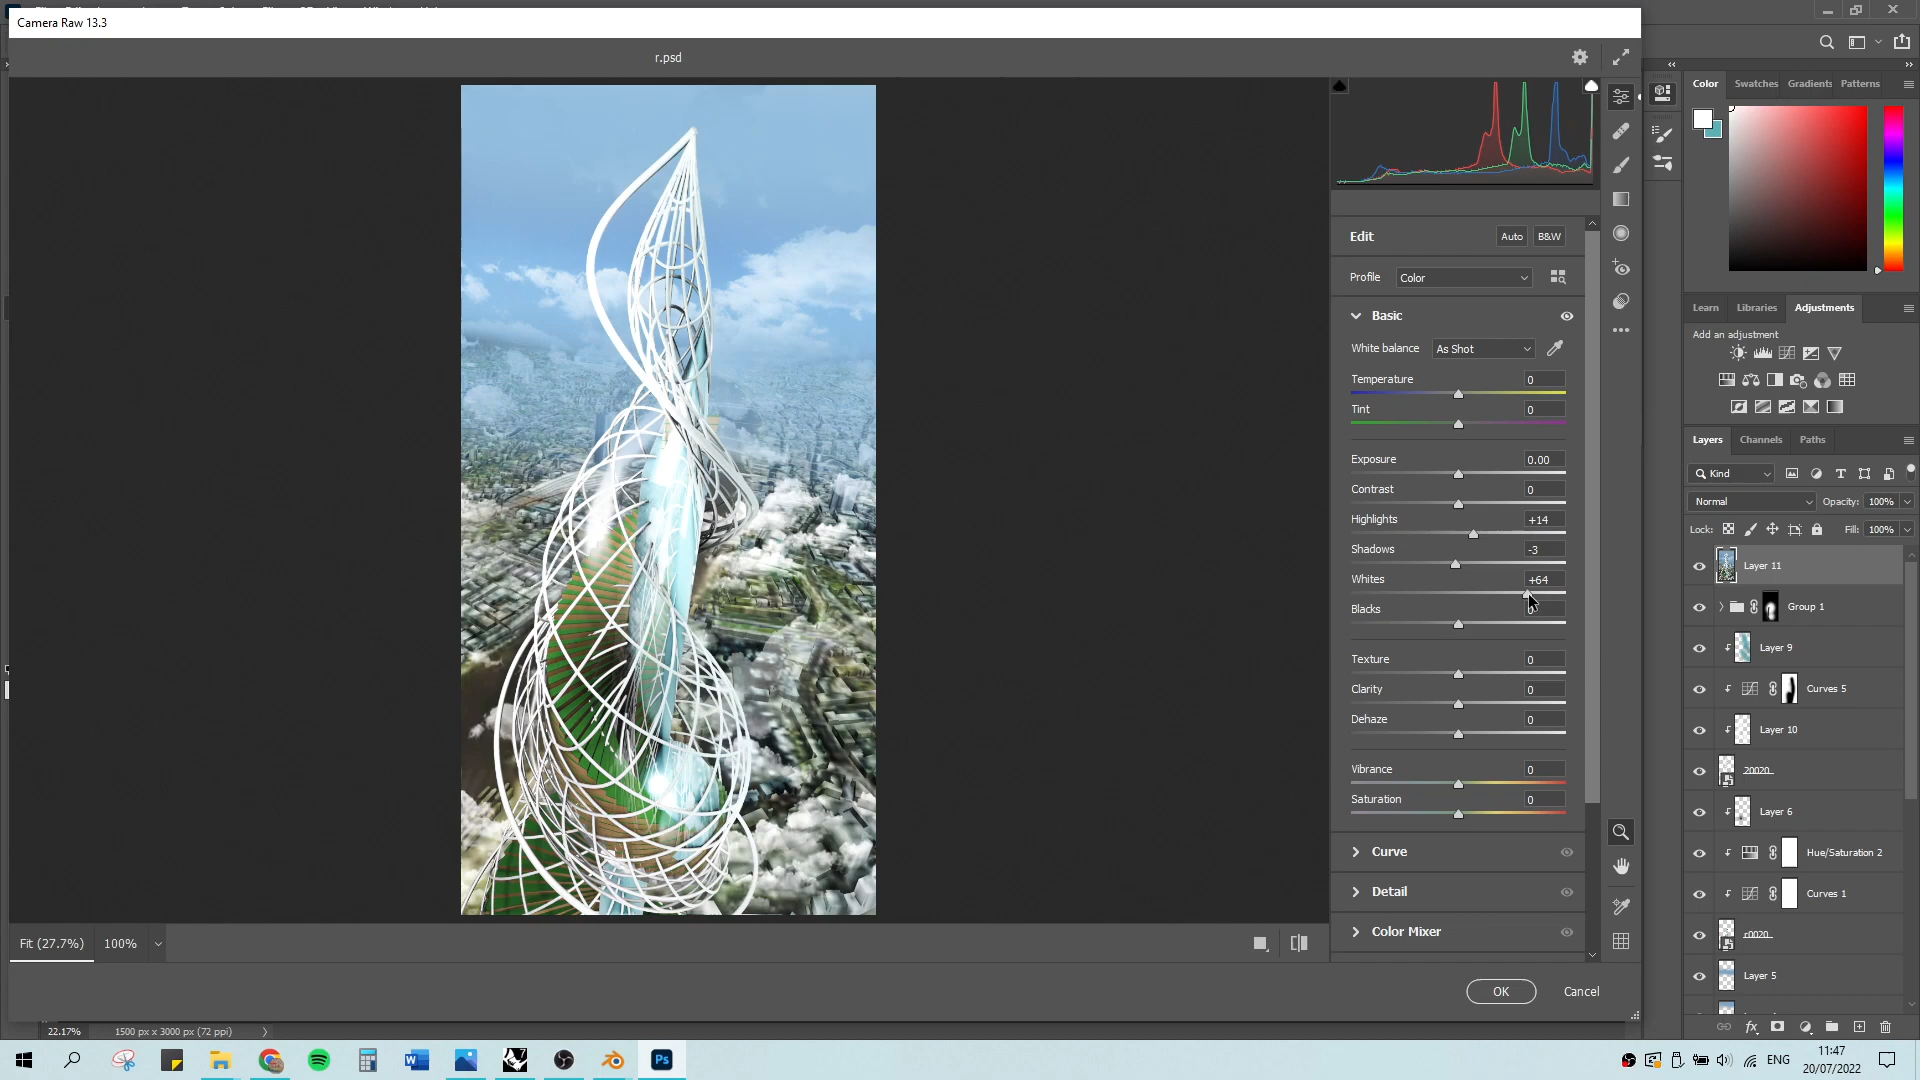 Camera Raw 13.3
r.psd
Edit
Auto
B&W
Profile
Color
Basic
White balance
As Shot
Temperature
0
Tint
0
Exposure
0.00
Contrast
0
Highlights
+14
Shadows
-3
Whites
+64
Blacks
Texture
0
Clarity
0
Dehaze
0
Vibrance
0
Saturation
0
Curve
Detail
Color Mixer
Fit (27.7%)
100%
OK
Cancel
22.17%
1500 px x 3000 px (72 ppi)
Color
Swatches
Gradients
Patterns
Learn
Libraries
Adjustments
Add an adjustment
Layers
Channels
Paths
Kind
Normal
Opacity:
100%
Lock:
Fill:
100%
Layer 11
Group 1
Layer 9
Curves 5
Layer 10
20020
Layer 6
Hue/Saturation 2
Curves 1
r0020
Layer 5
fx
Ps
ENG
11:47
20/07/2022